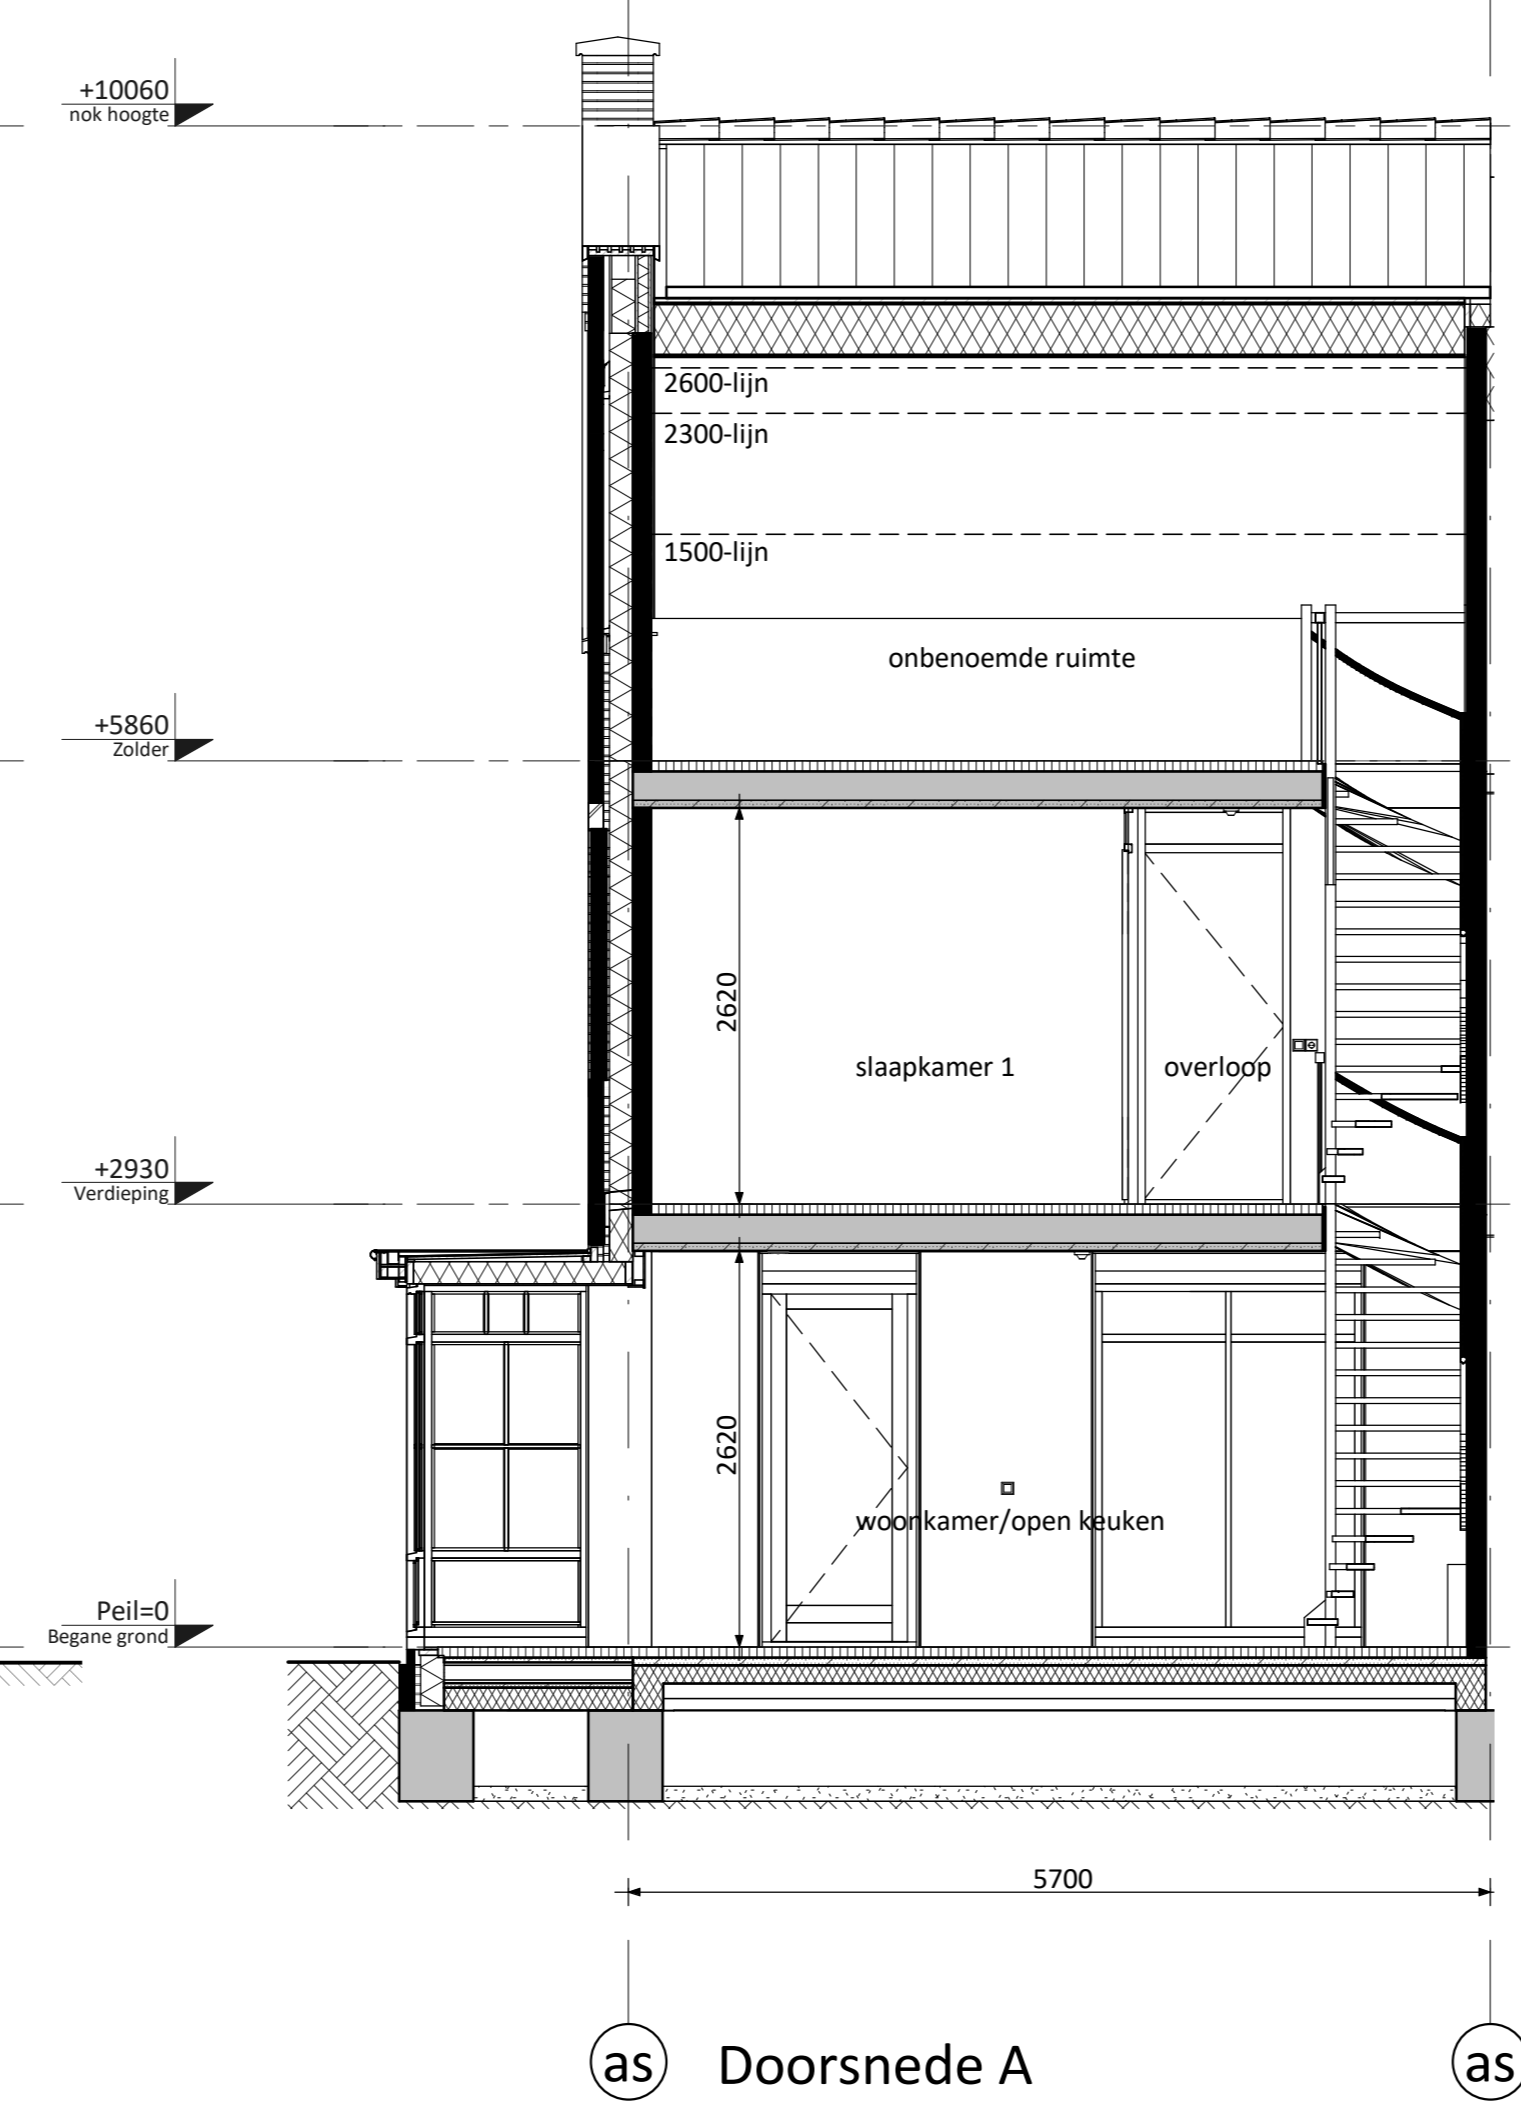 +10060
nok hoogte
2600-lijn
2300-lijn
1500-lijn
onbenoemde ruimte
+5860
Zolder
2620
slaapkamer 1
overloop
+2930
Verdieping
2620
woonkamer/open keuken
Peil=0
Begane grond
5700
as
Doorsnede A
as